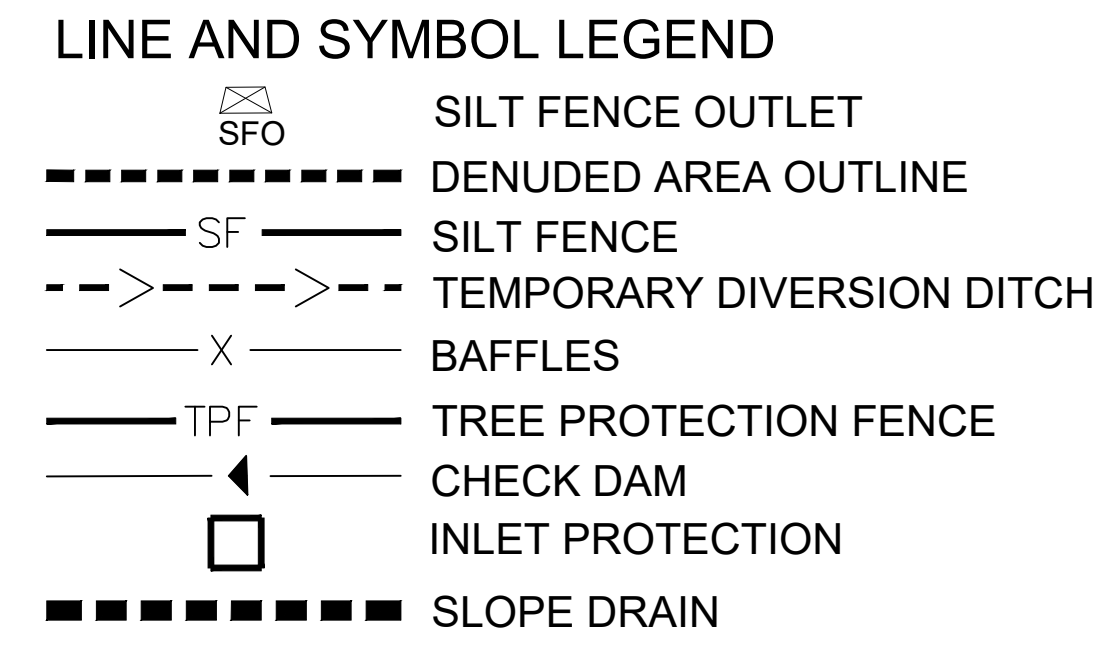 LINE AND SYMBOL LEGEND
SILT FENCE OUTLET
SFO
DENUDED AREA OUTLINE
SF SILT FENCE
TEMPORARY DIVERSION DITCH
X BAFFLES
TPF TREE PROTECTION FENCE
CHECK DAM
INLET PROTECTION
SLOPE DRAIN